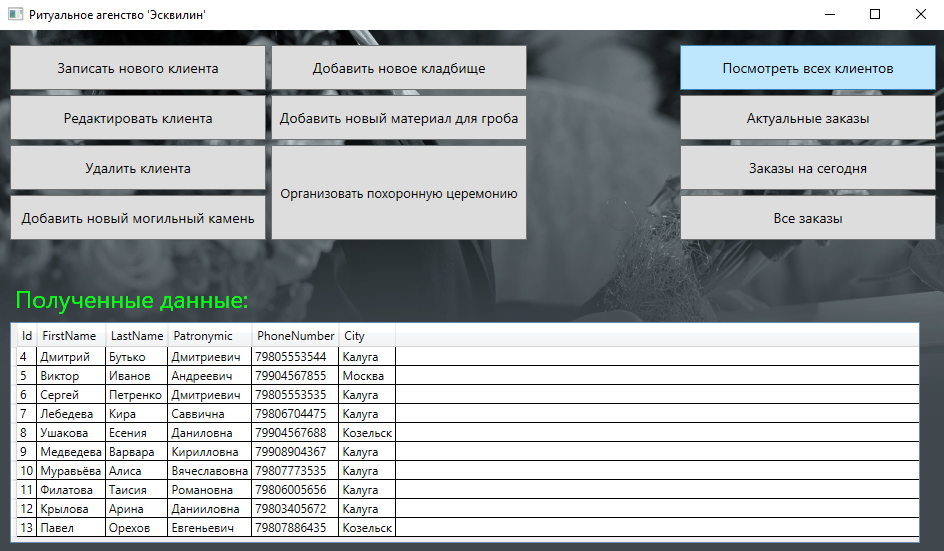 Ритуальное агенство 'Эсквилин'
Записать нового клиента Добавить новое кладбище Посмотреть всех клиентов
Редактировать клиента Добавить новый материал для гроба Актуальные заказы
Удалить клиента Организовать похоронную церемонию Заказы на сегодня
Добавить новый могильный камень Все заказы
Полученные данные:
Id FirstName LastName Patronymic PhoneNumber City
4 Дмитрий Бутько Дмитриевич 79805553544 Калуга
5 Виктор Иванов Андреевич 79904567855 Москва
6 Сергей Петренко Дмитриевич 79805553535 Калуга
7 Лебедева Кира Саввична 79806704475 Калуга
8 Ушакова Есения Даниловна 79904567688 Козельск
9 Медведева Варвара Кирилловна 79908904367 Калуга
10 Муравьёва Алиса Вячеславовна 79807773535 Калуга
11 Филатова Таисия Романовна 79806005656 Калуга
12 Крылова Арина Данииловна 79803405672 Калуга
13 Павел Орехов Евгеньевич 79807886435 Козельск